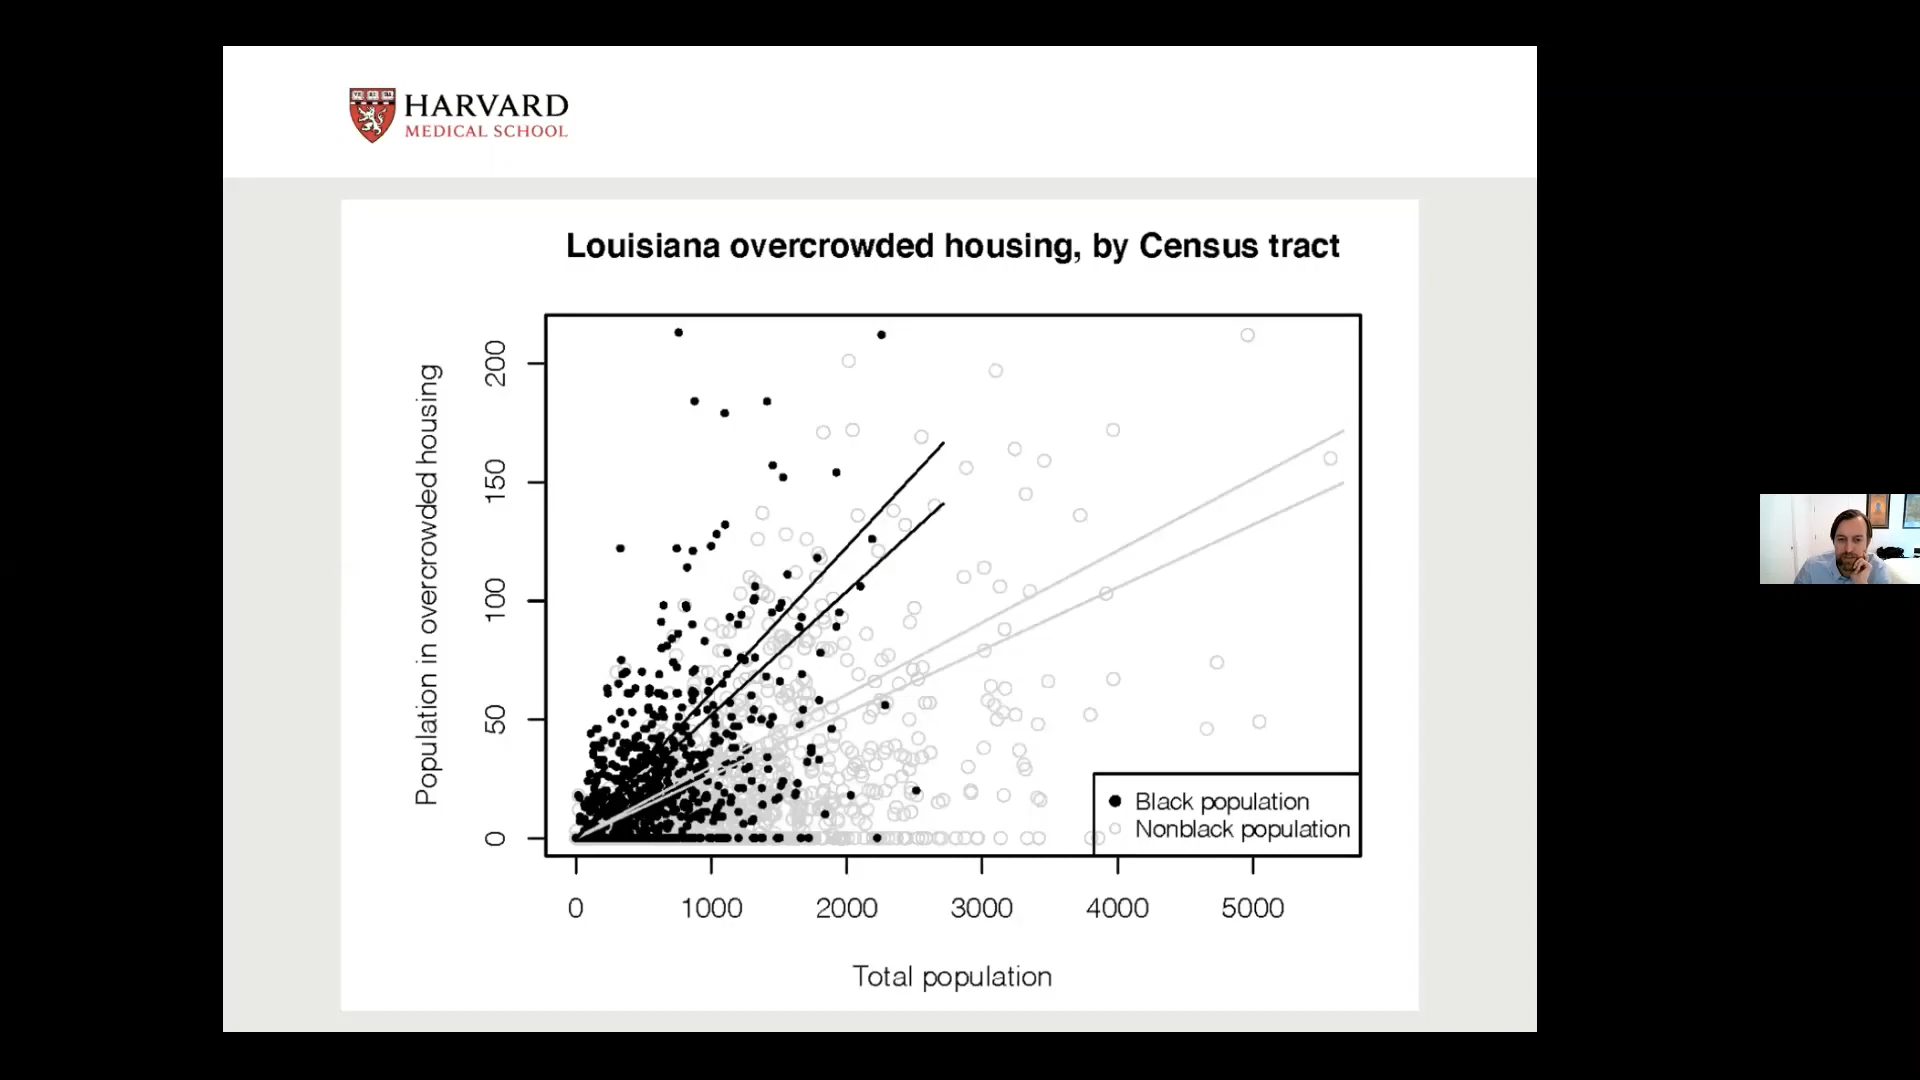 HARVARD
MEDICAL SCHOOL
Louisiana overcrowded housing, by Census tract
Population in overcrowded housing
200
150
100
50
0
0 1000 2000 3000 4000 5000
Total population
Black population
Nonblack population